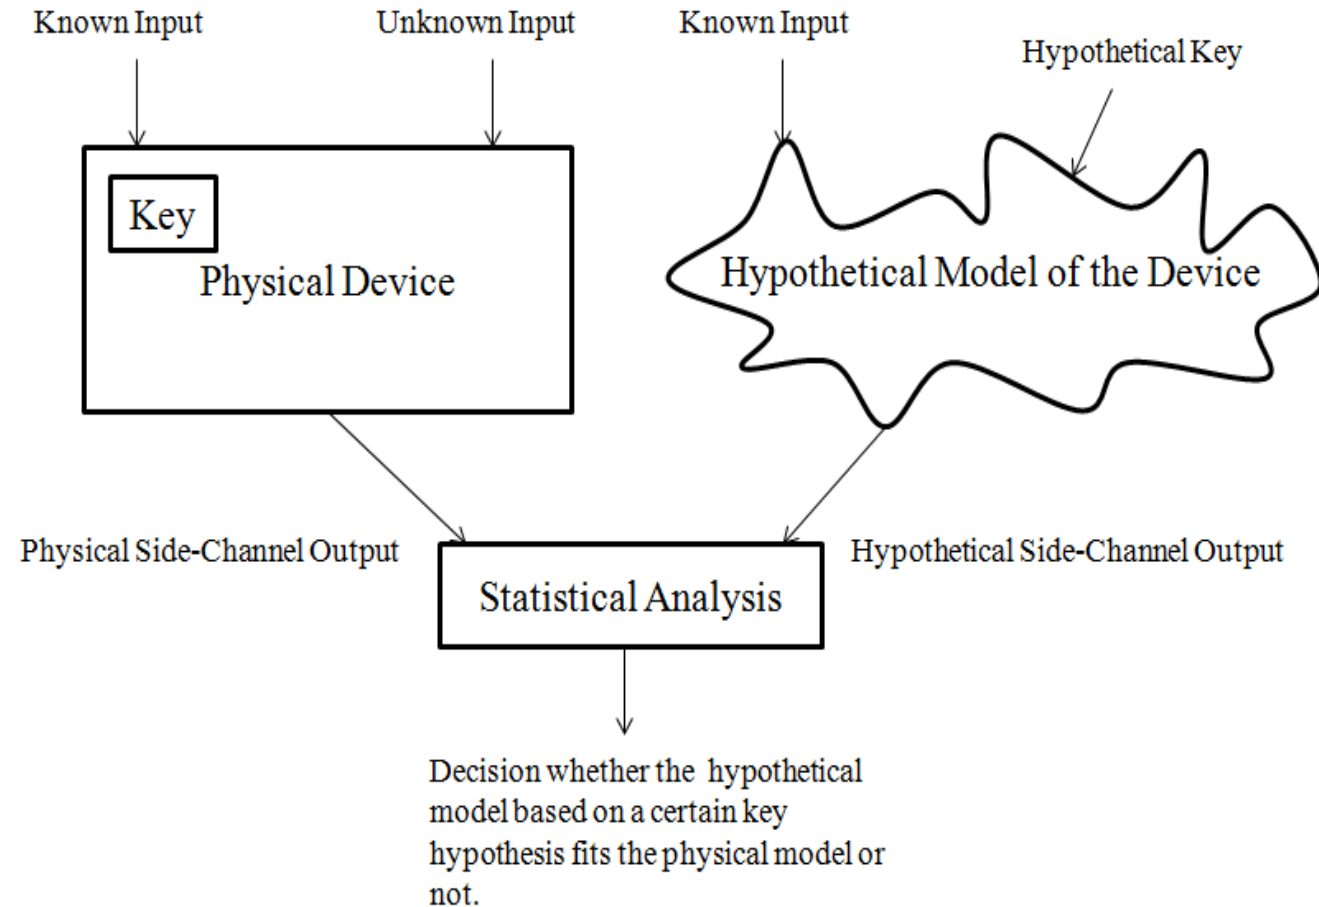 Known Input
Unknown Input
Known Input
Hypothetical Key
Key
Physical Device
Hypothetical Model of the Device
Physical Side-Channel Output
Hypothetical Side-Channel Output
Statistical Analysis
Decision whether the hypothetical
model based on a certain key
hypothesis fits the physical model or
not.